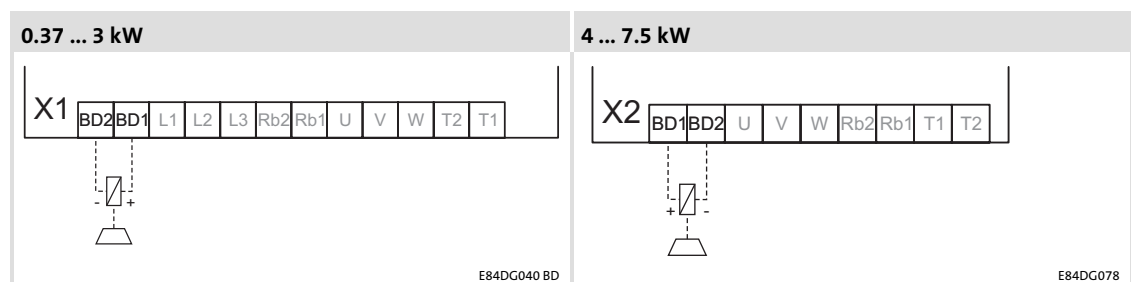 0.37 ... 3 kW
X1 BD2 BD1 L1 L2 L3 Rb2 Rb1 U V W T2 T1
- +
E84DG040 BD
4 ... 7.5 kW
X2 BD1 BD2 U V W Rb2 Rb1 T1 T2
+ -
E84DG078